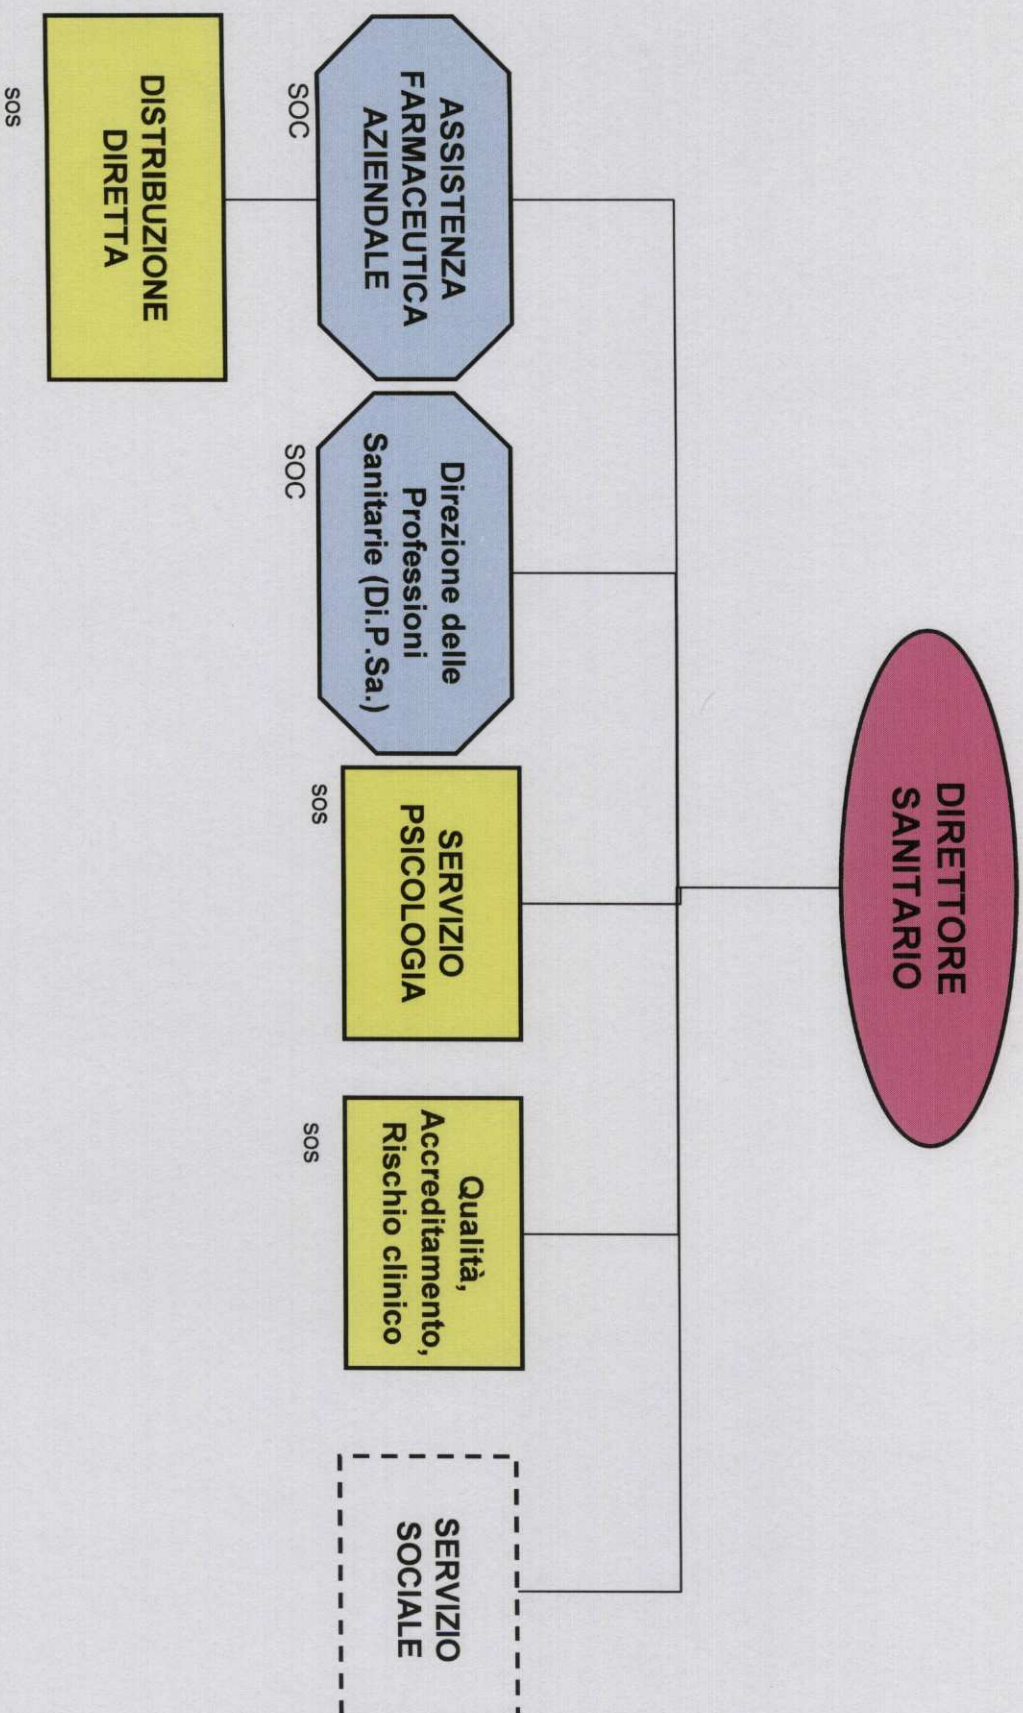 DIRETTORE
SANITARIO
ASSISTENZA
FARMACEUTICA
AZIENDALE
SOC
Direzione delle
Professioni
Sanitarie (Di.P.Sa.)
SOC
SERVIZIO
PSICOLOGIA
SOS
Qualità,
Accreditamento,
Rischio clinico
SOS
SERVIZIO
SOCIALE
DISTRIBUZIONE
DIRETTA
SOS